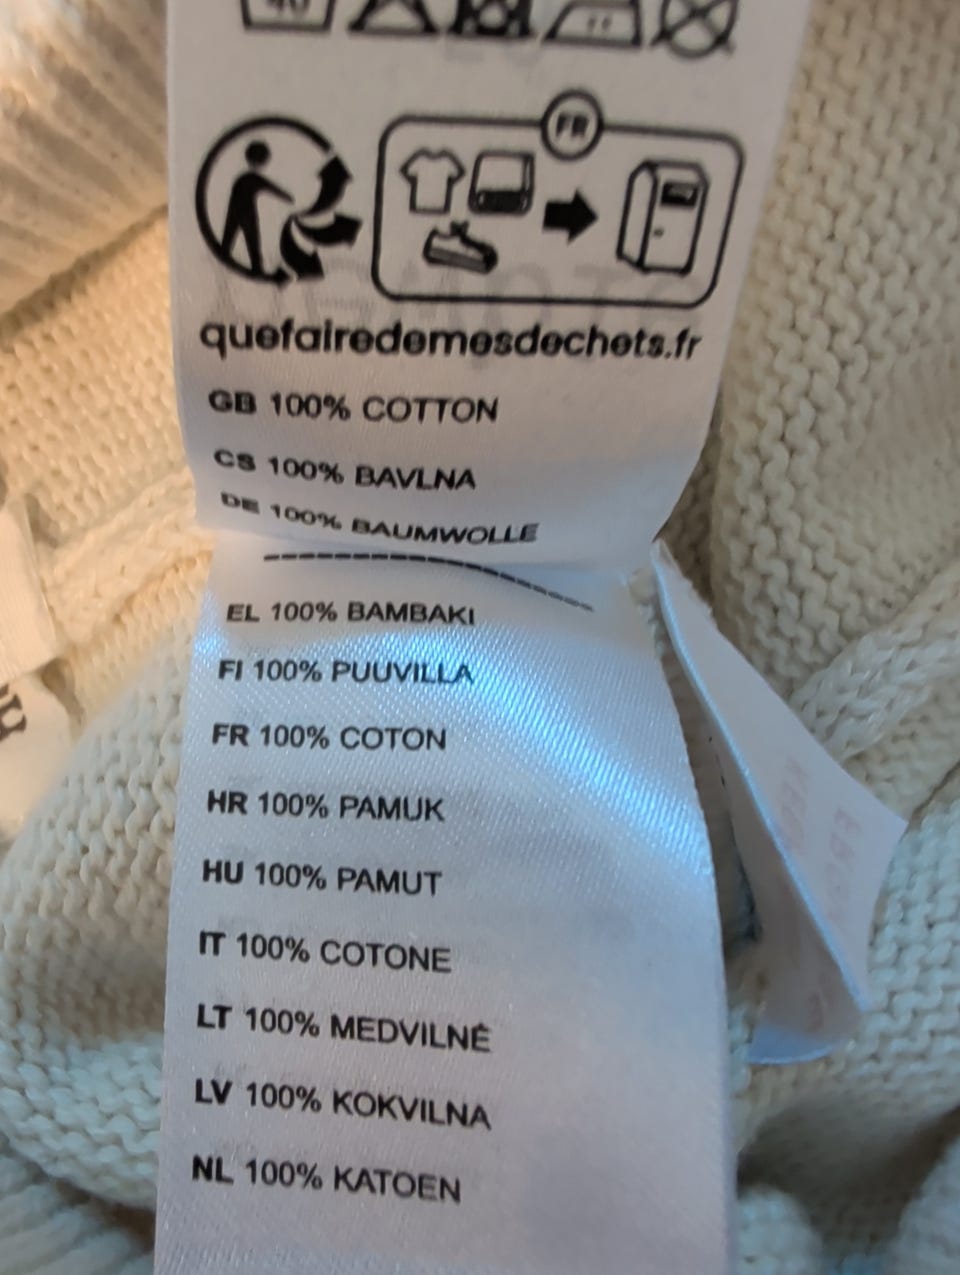 40
FR
quefairedemesdechets.fr
GB 100% COTTON
CS 100% BAVLNA
DE 100% BAUMWOLLE
EL 100% BAMBAKI
FI 100% PUUVILLA
FR 100% COTON
HR 100% PAMUK
HU 100% PAMUT
IT 100% COTONE
LT 100% MEDVILNĖ
LV 100% KOKVILNA
NL 100% KATOEN